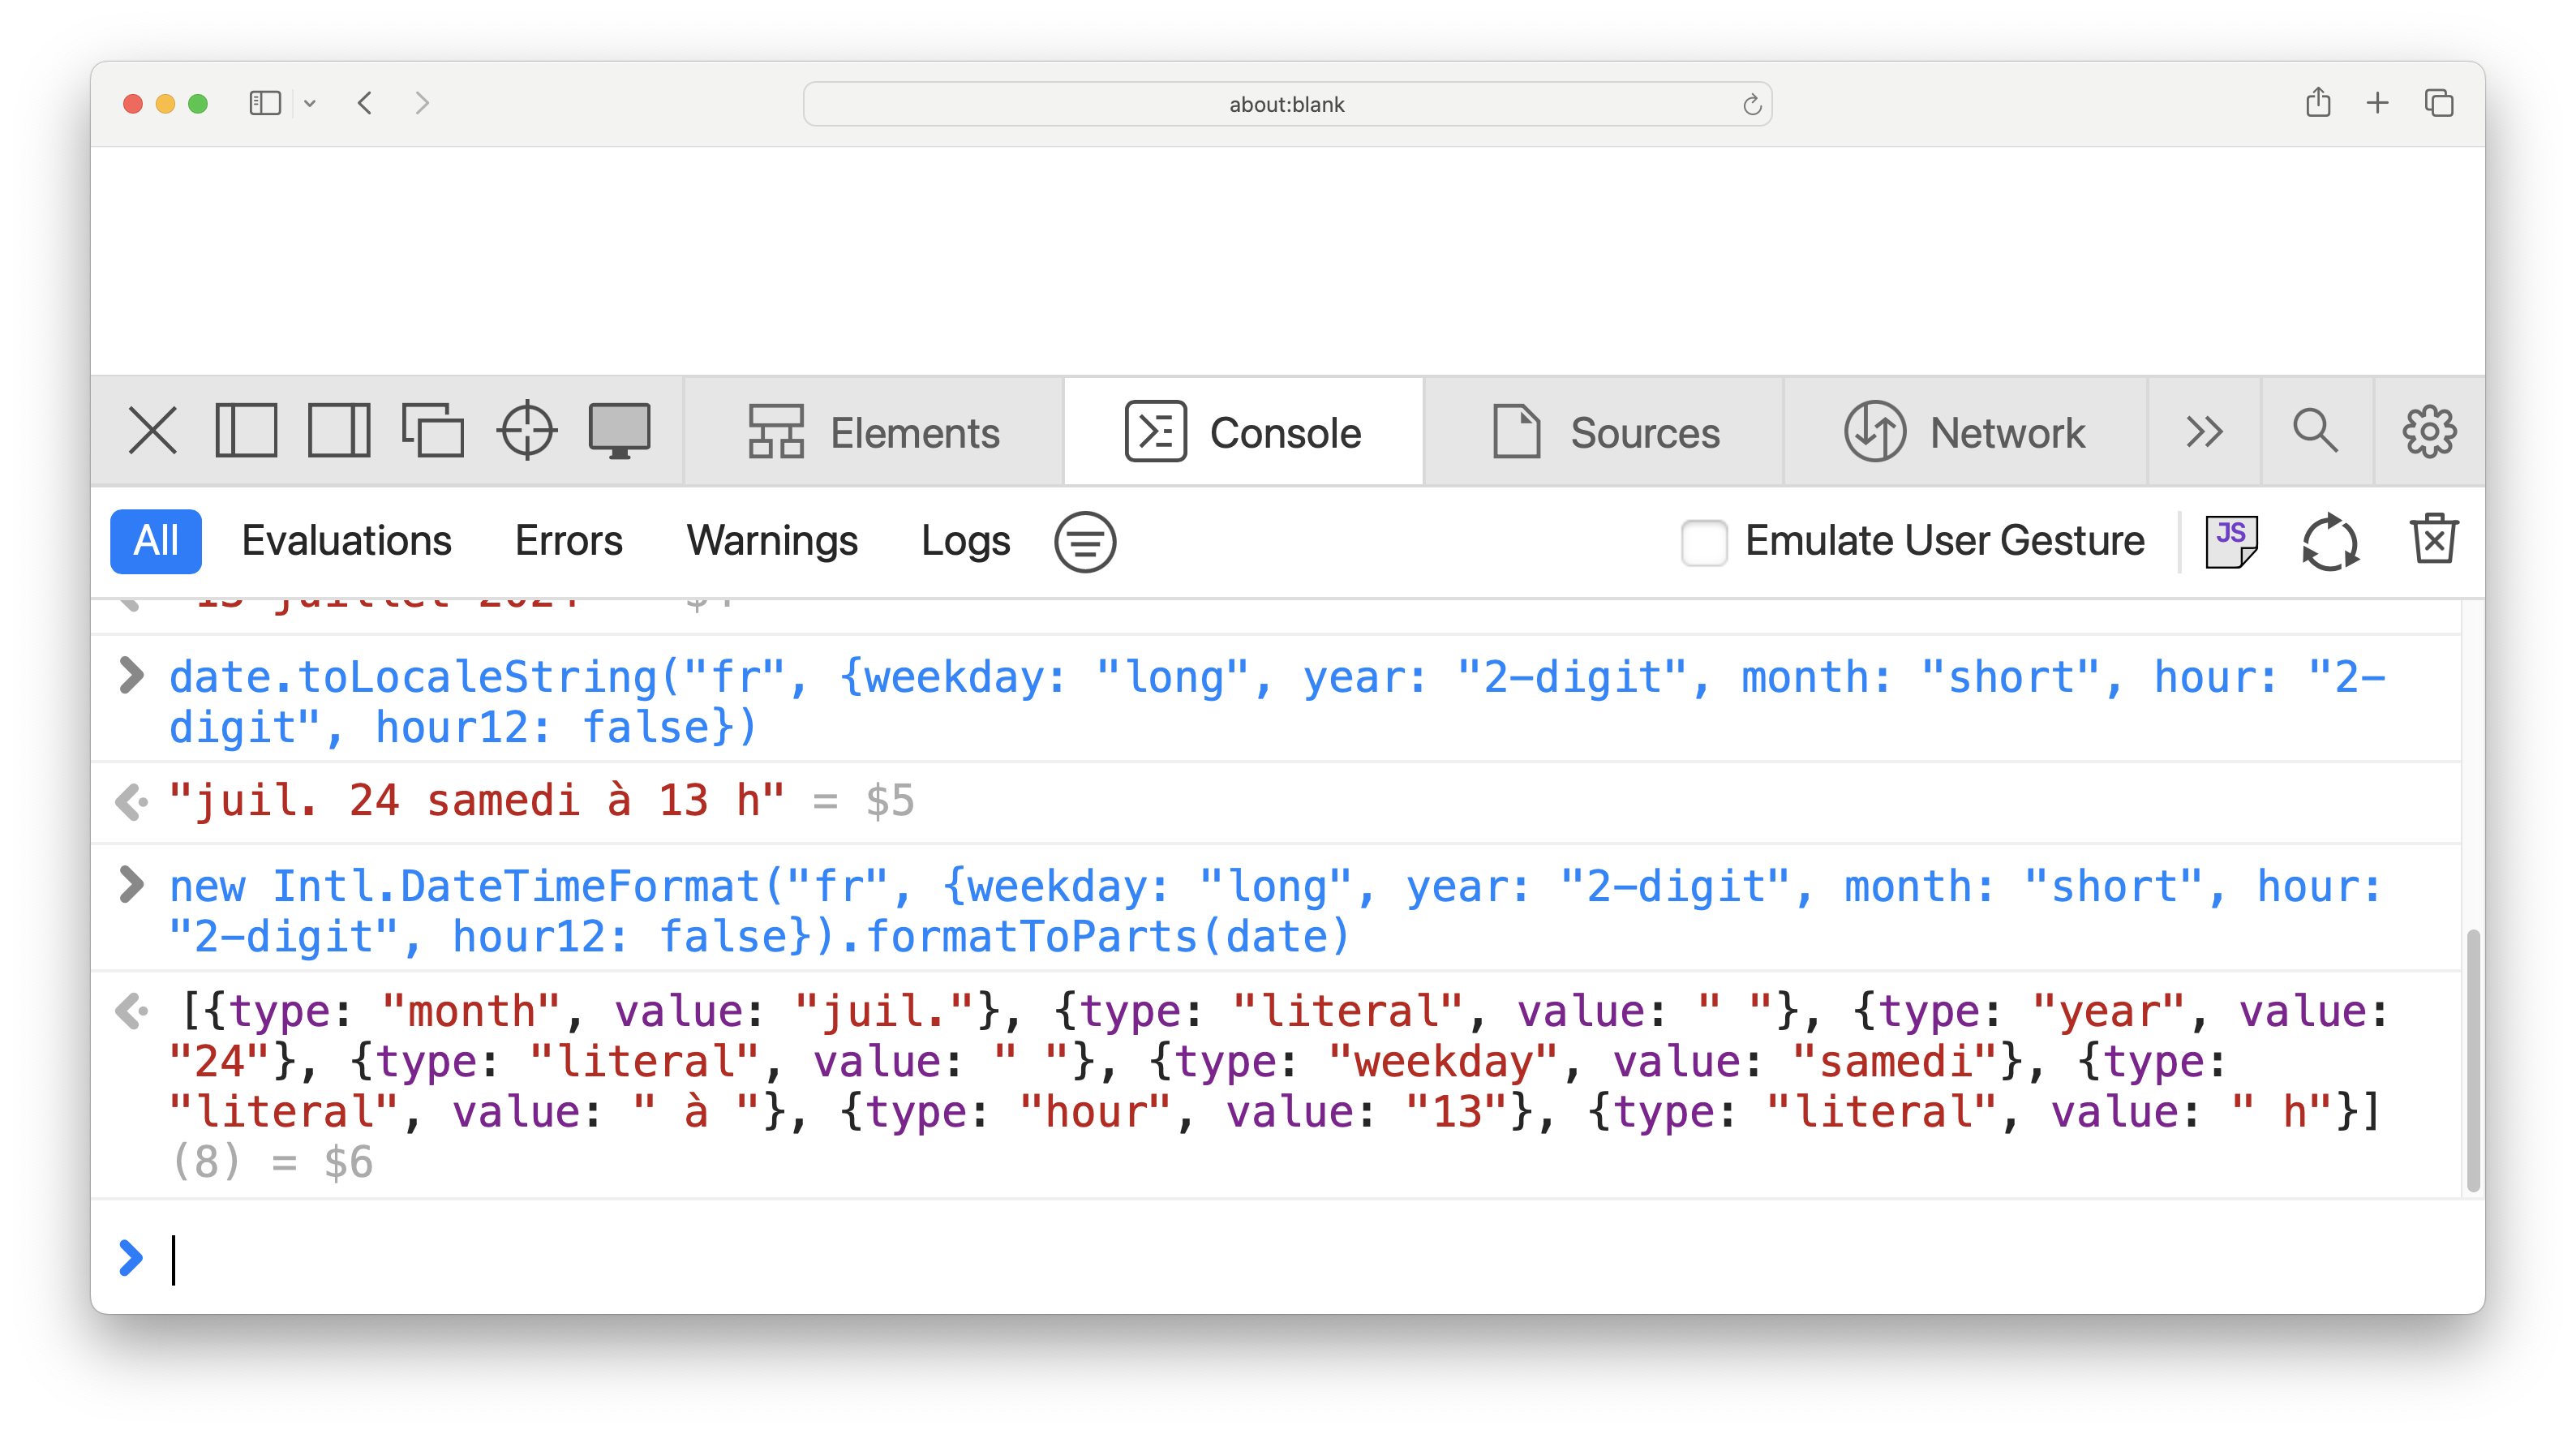 about:blank
Elements
Console
Sources
Network
All
Evaluations
Errors
Warnings
Logs
Emulate User Gesture
JS
date.toLocaleString("fr", {weekday: "long", year: "2-digit", month: "short", hour: "2-
digit", hour12: false})
"juil. 24 samedi à 13 h" = $5
new Intl.DateTimeFormat("fr", {weekday: "long", year: "2-digit", month: "short", hour:
"2-digit", hour12: false}).formatToParts(date)
[{type: "month", value: "juil."}, {type: "literal", value: " "}, {type: "year", value:
"24"}, {type: "literal", value: " "}, {type: "weekday", value: "samedi"}, {type:
"literal", value: " à "}, {type: "hour", value: "13"}, {type: "literal", value: " h"}]
(8) = $6